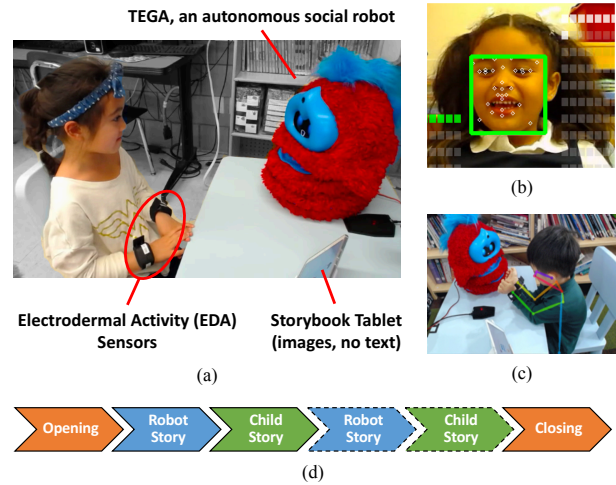 TEGA, an autonomous social robot
Electrodermal Activity (EDA)
Sensors
Storybook Tablet
(images, no text)
(a)
(b)
(c)
Opening
Robot
Story
Child
Story
Robot
Story
Child
Story
Closing
(d)